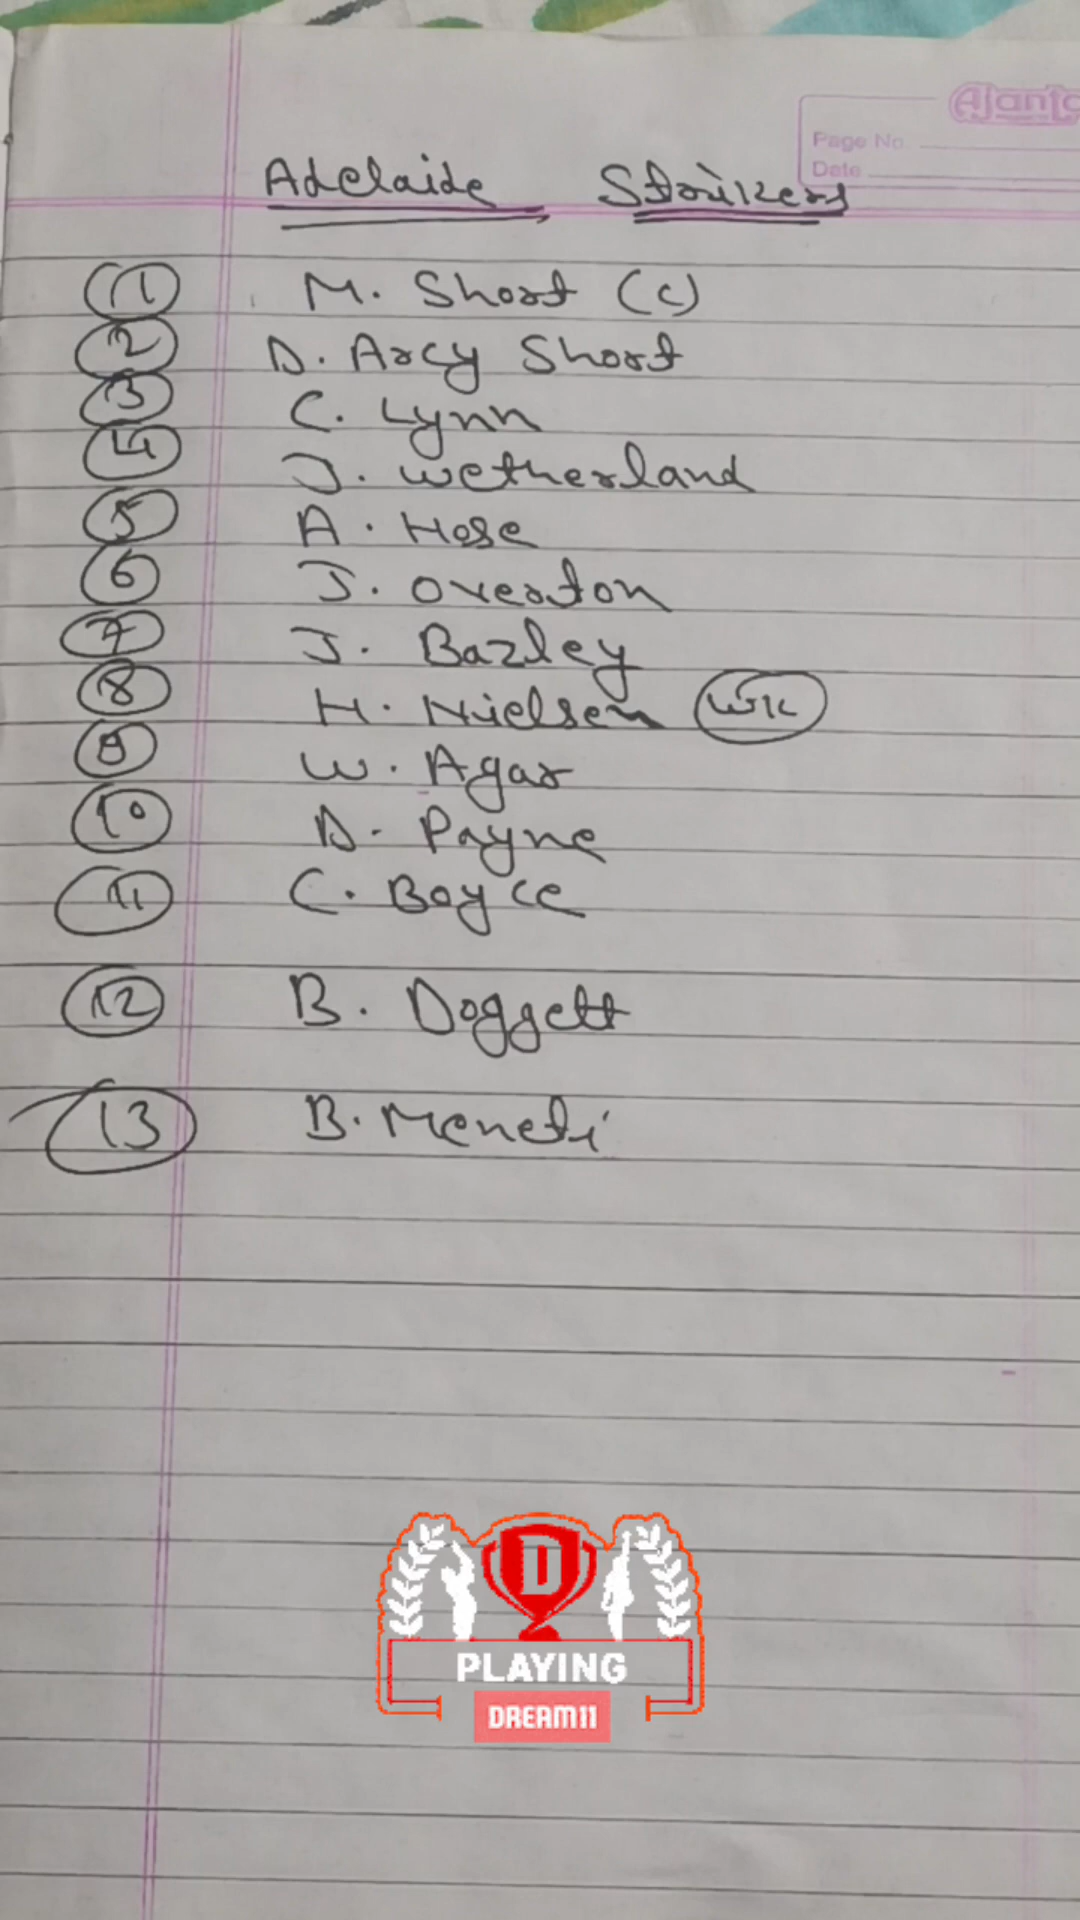 Ajanta
Page No.
Date
Adelaide Strikers
1 M. Short (C)
2 D. Arcy Short
3 C. Lynn
4 J. Wetherland
5 A. Hose
6 J. Overton
7 J. Bazley
8 H. Nielsen WK
9 W. Agar
10 D. Payne
11 C. Boyce
12 B. Doggett
13 B. Meneti
D
PLAYING
DREAM11